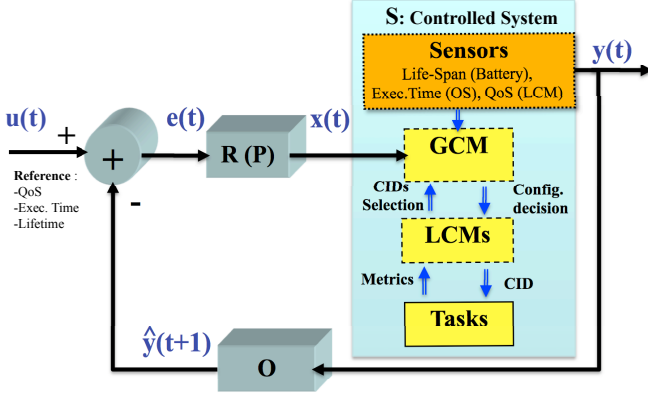 S: Controlled System
Sensors
Life-Span (Battery),
Exec.Time (OS), QoS (LCM)
y(t)
u(t)
+
+
e(t)
R (P)
x(t)
GCM
Reference :
-QoS
-Exec. Time
-Lifetime
-
CIDs
Selection
Config.
decision
LCMs
Metrics
CID
Tasks
ŷ(t+1)
O